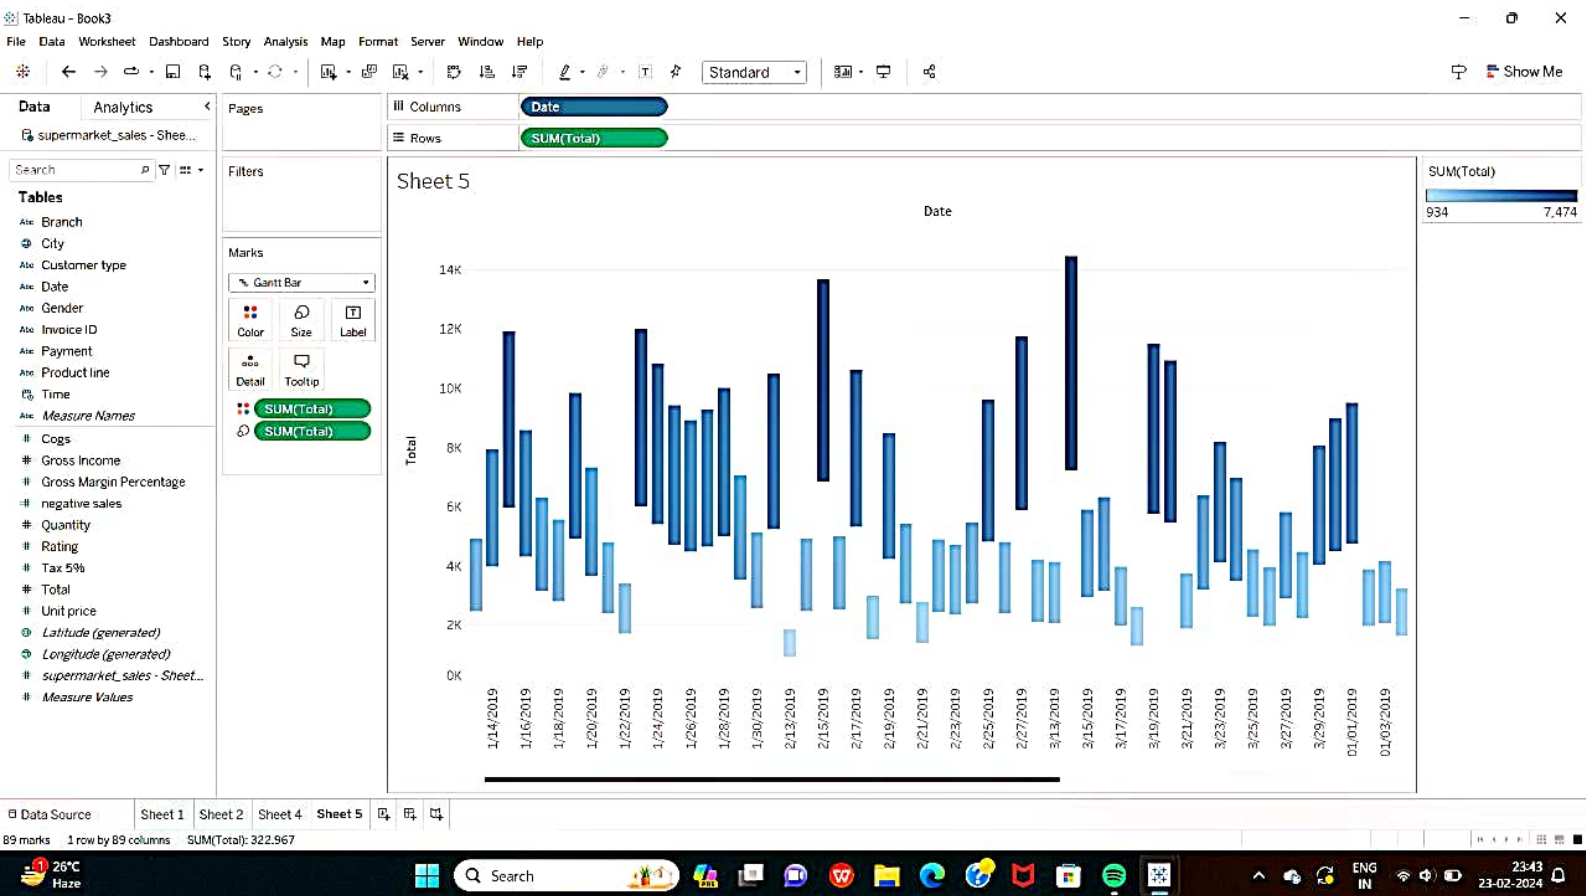 Tableau - Book3
File Data Worksheet Dashboard Story Analysis Map Format Server Window Help
Standard
Show Me
Data Analytics
supermarket_sales - Shee...
Search
Tables
Abc Branch
City
Abc Customer type
Abc Date
Abc Gender
Abc Invoice ID
Abc Payment
Abc Product line
Time
Abc Measure Names
# Cogs
# Gross Income
# Gross Margin Percentage
negative sales
# Quantity
# Rating
# Tax 5%
# Total
# Unit price
Latitude (generated)
Longitude (generated)
# supermarket_sales - Sheet...
# Measure Values
Pages
Filters
Marks
Gantt Bar
Color Size Label
Detail Tooltip
SUM(Total)
SUM(Total)
Columns Date
Rows SUM(Total)
Sheet 5
Date
Total
14K
12K
10K
8K
6K
4K
2K
0K
1/14/2019
1/16/2019
1/18/2019
1/20/2019
1/22/2019
1/24/2019
1/26/2019
1/28/2019
1/30/2019
2/13/2019
2/15/2019
2/17/2019
2/19/2019
2/21/2019
2/23/2019
2/25/2019
2/27/2019
3/13/2019
3/15/2019
3/17/2019
3/19/2019
3/21/2019
3/23/2019
3/25/2019
3/27/2019
3/29/2019
01/01/2019
01/03/2019
SUM(Total)
934 7,474
Data Source Sheet 1 Sheet 2 Sheet 4 Sheet 5
89 marks 1 row by 89 columns SUM(Total): 322.967
1
26°C
Haze
Search
PRE
ENG
IN
23:43
23-02-2024